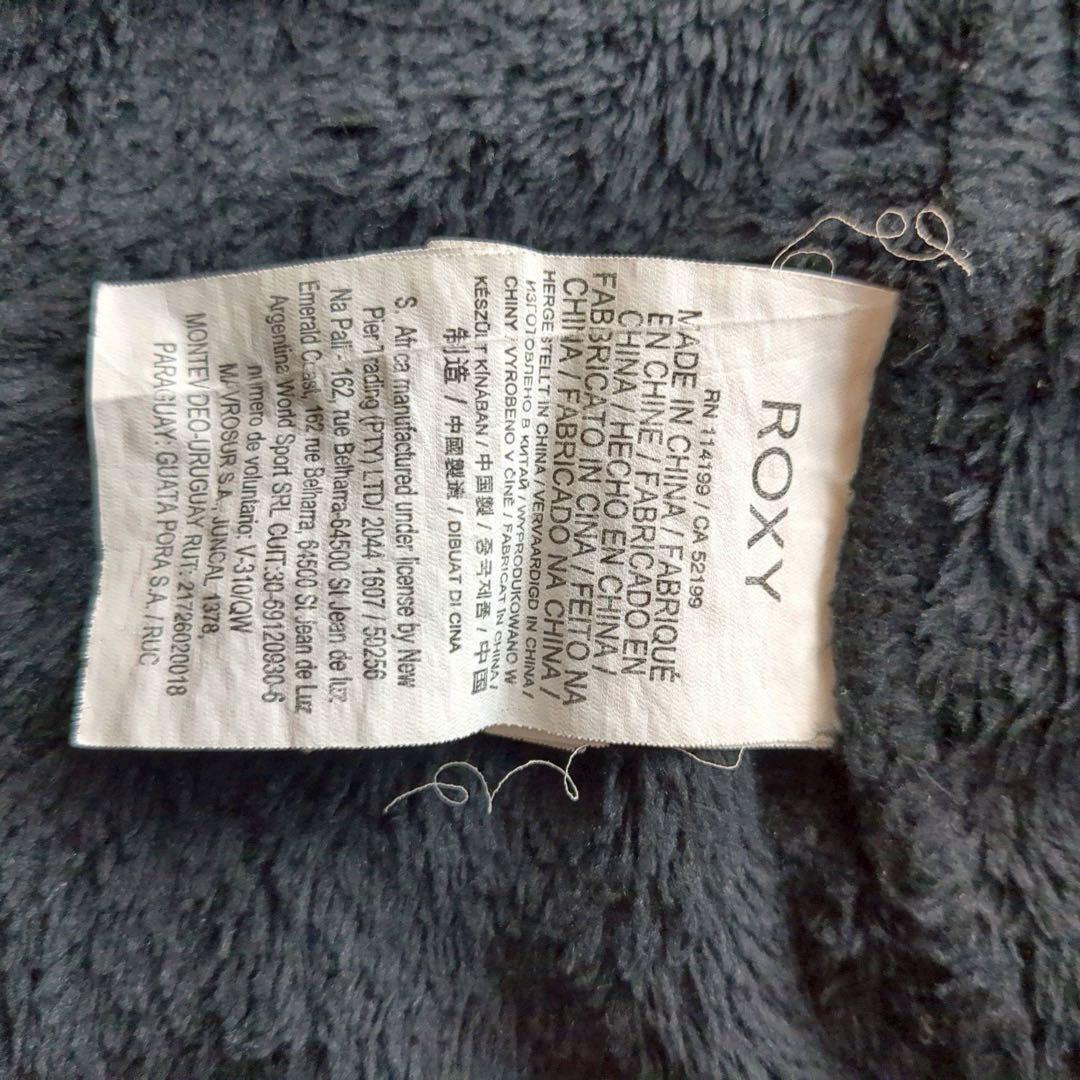 ROXY
RN 114199 / CA 52199
MADE IN CHINA / FABRIQUÉ
EN CHINE / FABRICADO EN
CHINA / HECHO EN CHINA /
FABBRICATO IN CINA / FEITO NA
CHINA / FABRICADO NA CHINA /
HERGESTELLT IN CHINA / VERVAARDIGD IN CHINA /
ИЗГОТОВЛЕНО В КИТАЙ / WYPRODUKOWANO W
CHINY / VYROBENO V ČÍNĚ / FABRICAT IN CHINA /
KÉSZÜLT KÍNÁBAN / 中国製 / 중국제품 / 中国
制造 / 中國製造 / DIBUAT DI CINA
S. Africa manufactured under license by New
Pier Trading (PTY) LTD/ 2044 1607 / 50256
Na Pali - 162, rue Belharra-64500 St Jean de luz
Emerald Coast, 162 rue Belharra, 64500 St Jean de Luz
Argentina World Sport SRL CUIT:30-69120930-6
número de voluntario: V-310/QW
MAVROSUR S.A., JUNCAL 1378,
MONTEVIDEO-URUGUAY RUT: 217262020018
PARAGUAY: GUATA PORA S.A. / RUC